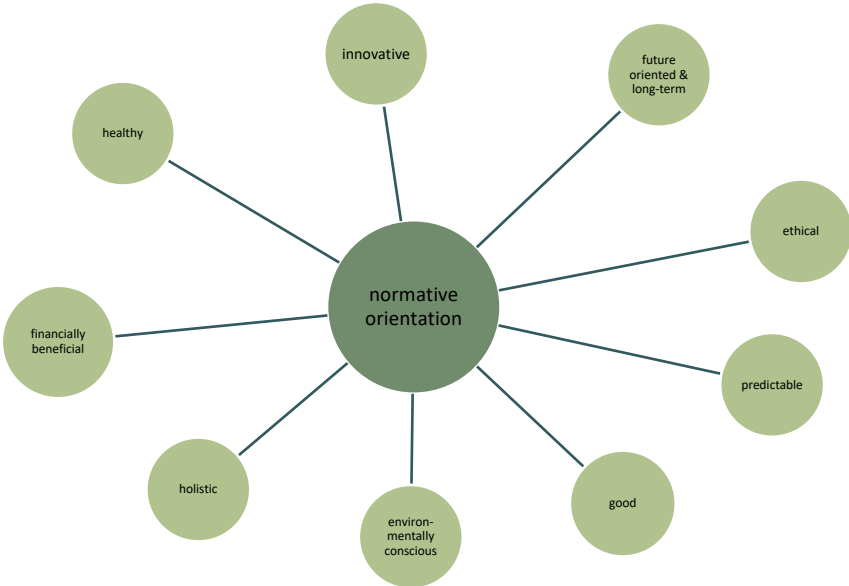 innovative
future
oriented &
long-term
healthy
ethical
normative
orientation
financially
beneficial
predictable
holistic
good
environ-
mentally
conscious